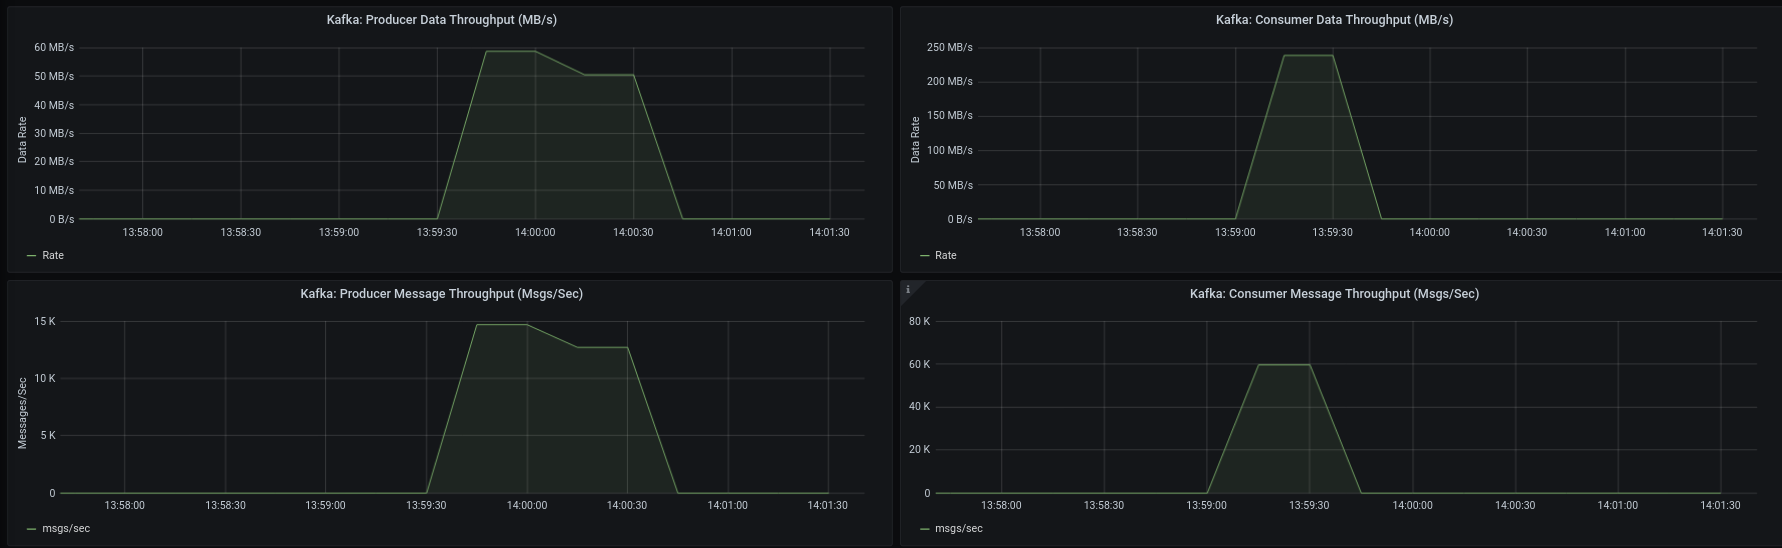 Kafka: Producer Data Throughput (MB/s)
60 MB/s
50 MB/s
40 MB/s
30 MB/s
20 MB/s
10 MB/s
0 B/s
Data Rate
13:58:00 13:58:30 13:59:00 13:59:30 14:00:00 14:00:30 14:01:00 14:01:30
Rate
Kafka: Consumer Data Throughput (MB/s)
250 MB/s
200 MB/s
150 MB/s
100 MB/s
50 MB/s
0 B/s
Data Rate
13:58:00 13:58:30 13:59:00 13:59:30 14:00:00 14:00:30 14:01:00 14:01:30
Rate
Kafka: Producer Message Throughput (Msgs/Sec)
15 K
10 K
5 K
0
Messages/Sec
13:58:00 13:58:30 13:59:00 13:59:30 14:00:00 14:00:30 14:01:00 14:01:30
msgs/sec
i
Kafka: Consumer Message Throughput (Msgs/Sec)
80 K
60 K
40 K
20 K
0
13:58:00 13:58:30 13:59:00 13:59:30 14:00:00 14:00:30 14:01:00 14:01:30
msgs/sec